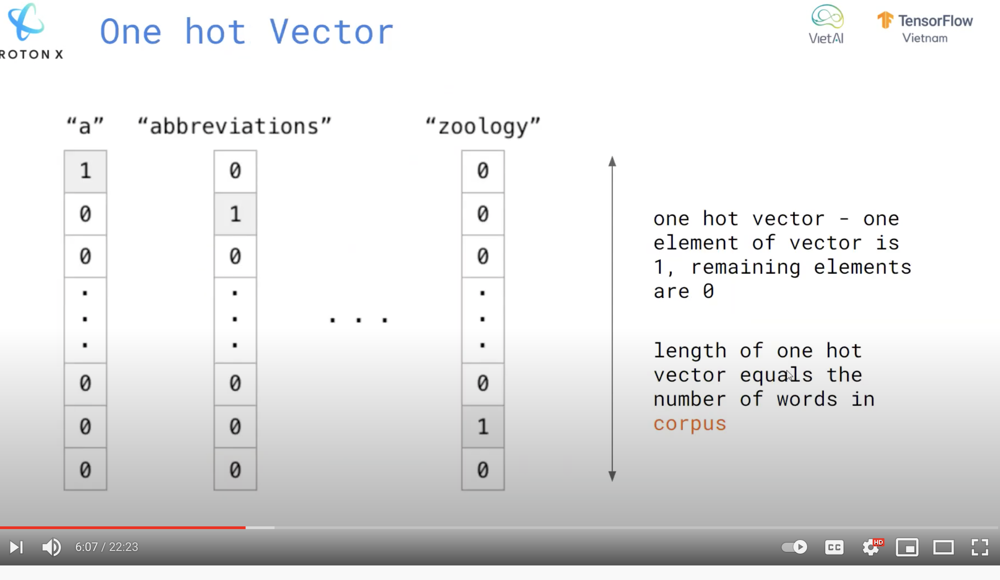 ROTON X
One hot Vector
VietAI
TensorFlow
Vietnam
“a” “abbreviations” “zoology”
1 0 0
0 1 0
0 0 0
. . .
. . . . . .
. . .
0 0 0
0 0 1
0 0 0
one hot vector - one
element of vector is
1, remaining elements
are 0
length of one hot
vector equals the
number of words in
corpus
6:07 / 22:23
CC
HD